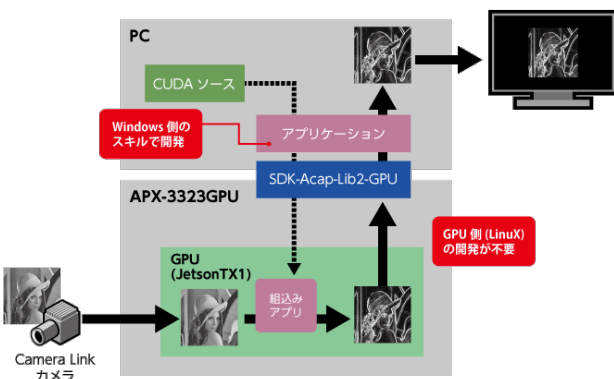 PC
CUDA ソース
Windows 側の
スキルで開発
アプリケーション
SDK-Acap-Lib2-GPU
APX-3323GPU
GPU 側 (LinuX)
の開発が不要
GPU
(JetsonTX1)
組込み
アプリ
Camera Link
カメラ